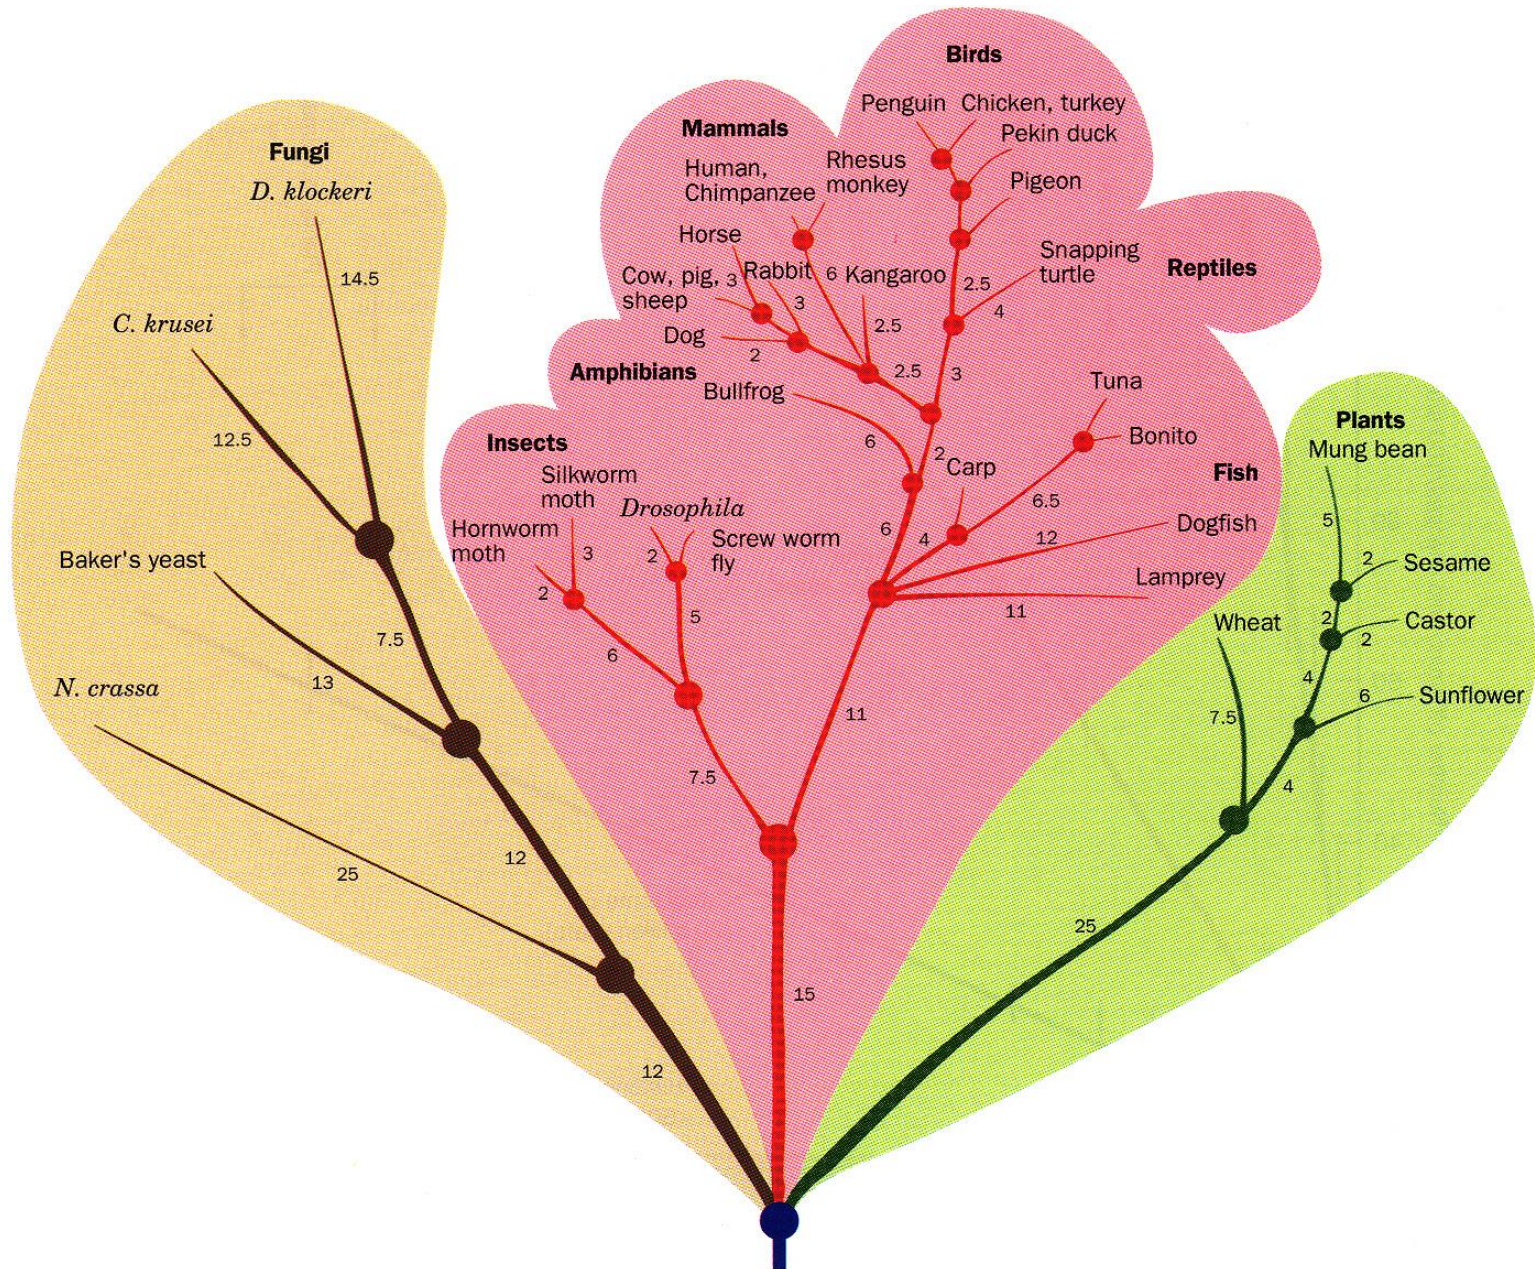 Birds
Penguin
Chicken, turkey
Pekin duck
Pigeon
Mammals
Human,
Chimpanzee
Rhesus
monkey
Horse
Cow, pig,
sheep
3
Rabbit
3
6
Kangaroo
2.5
Dog
2
2.5
2.5
Snapping
turtle
4
Reptiles
3
Amphibians
Bullfrog
6
2
Tuna
Bonito
Carp
6.5
Fish
6
4
12
Dogfish
Lamprey
11
Insects
Silkworm
moth
Drosophila
Hornworm
moth
3
2
Screw worm
fly
2
5
6
7.5
11
15
Fungi
D. klockeri
14.5
C. krusei
12.5
Baker's yeast
7.5
13
N. crassa
25
12
12
Plants
Mung bean
5
2
Sesame
2
Castor
2
4
6
Sunflower
Wheat
7.5
4
25